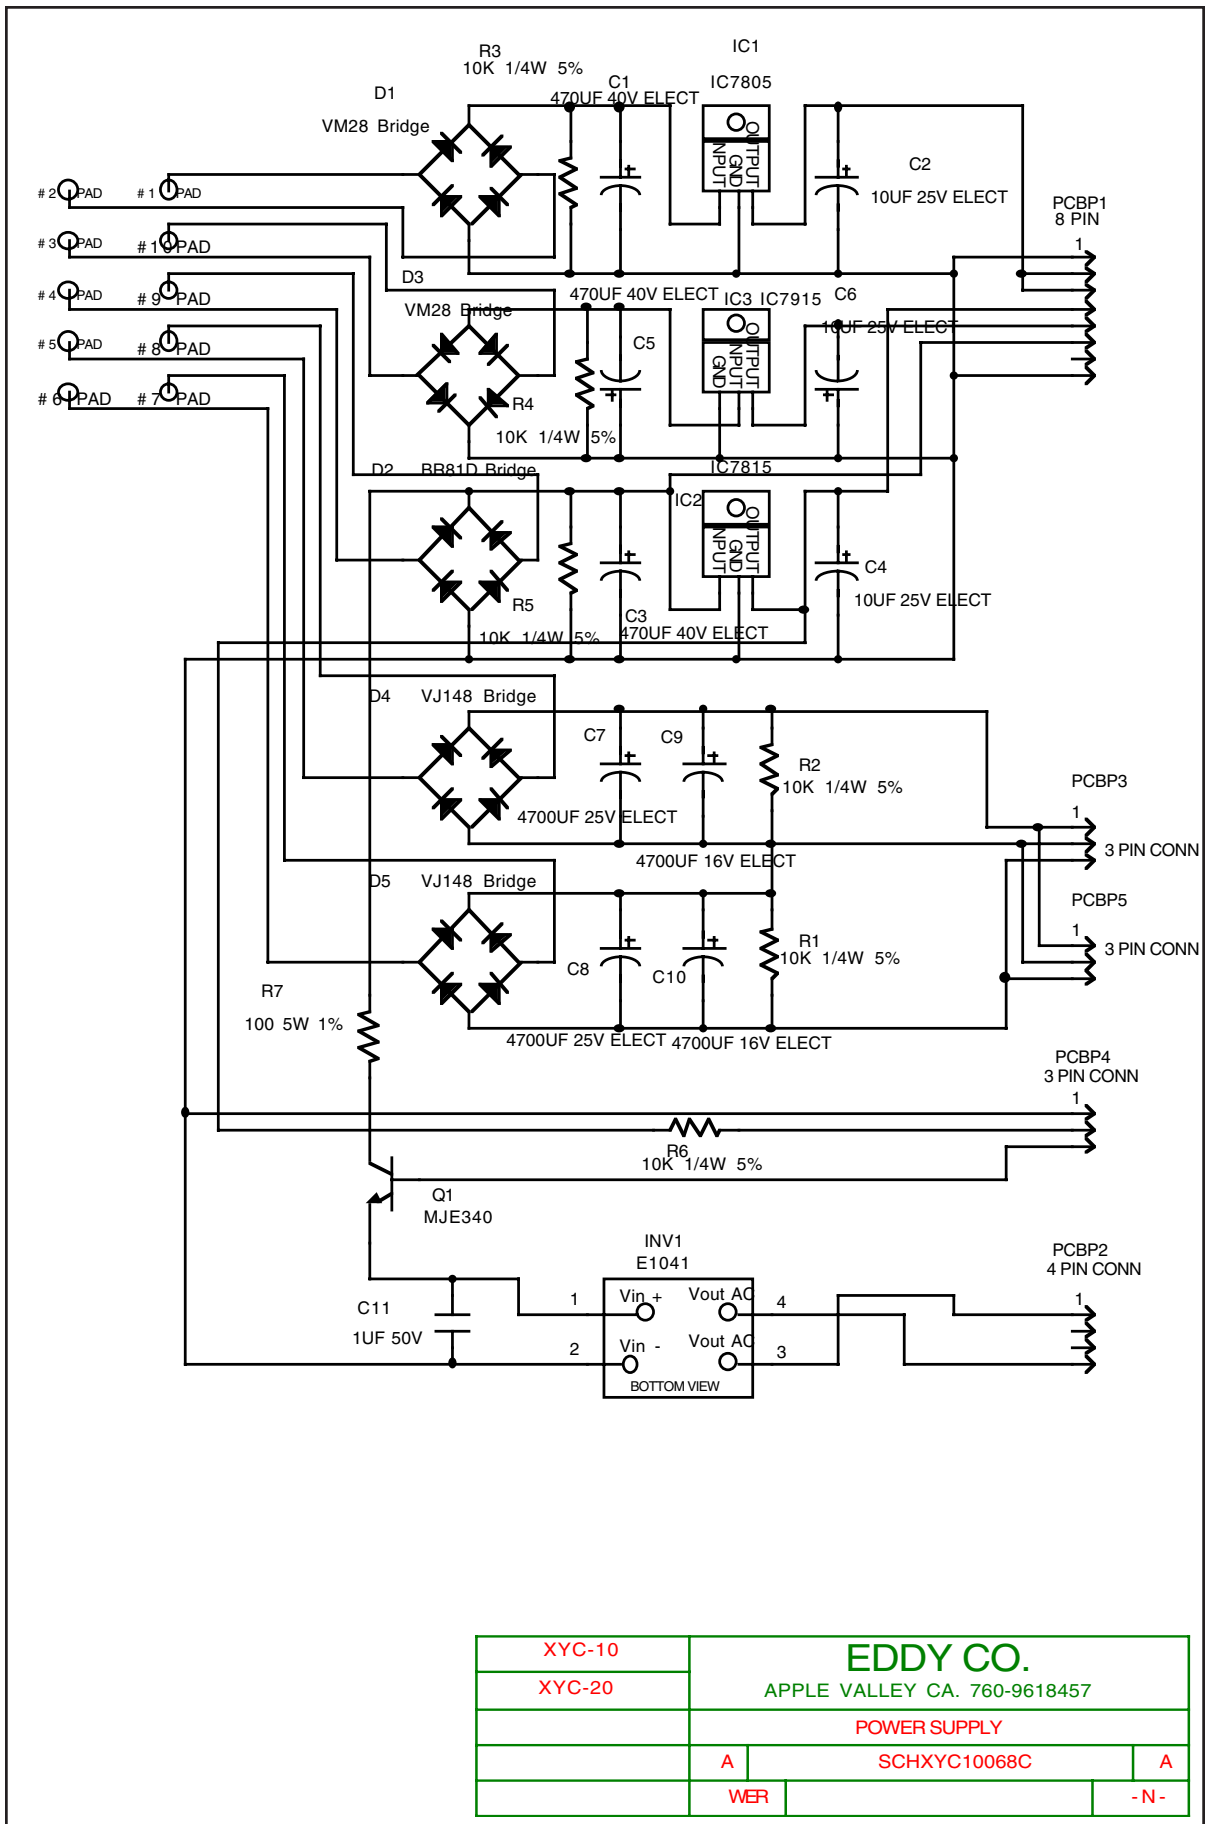 R3
10K 1/4W 5%
IC1
IC7805
D1
VM28 Bridge
C1
470UF 40V ELECT
OUTPUT
GND
INPUT
C2
10UF 25V ELECT
PCBP1
8 PIN
1
#2 PAD
#1 PAD
#3 PAD
#10 PAD
#4 PAD
#9 PAD
#5 PAD
#8 PAD
#6 PAD
#7 PAD
D3
VM28 Bridge
470UF 40V ELECT
IC3 IC7915
C6
10UF 25V ELECT
C5
OUTPUT
INPUT
GND
R4
10K 1/4W 5%
D2 BR81D Bridge
IC7815
IC2
OUTPUT
GND
INPUT
C4
10UF 25V ELECT
R5
10K 1/4W 5%
C3
470UF 40V ELECT
D4 VJ148 Bridge
C7
C9
R2
10K 1/4W 5%
4700UF 25V ELECT
4700UF 16V ELECT
PCBP3
1
3 PIN CONN
D5 VJ148 Bridge
PCBP5
1
3 PIN CONN
C8
C10
R1
10K 1/4W 5%
4700UF 25V ELECT
4700UF 16V ELECT
R7
100 5W 1%
PCBP4
3 PIN CONN
1
R6
10K 1/4W 5%
Q1
MJE340
INV1
E1041
PCBP2
4 PIN CONN
1
C11
1UF 50V
1
Vin +
Vout AC
4
2
Vin -
Vout AC
3
BOTTOM VIEW
XYC-10
XYC-20
EDDY CO.
APPLE VALLEY CA. 760-9618457
POWER SUPPLY
A
SCHXYC10068C
A
WER
-N-